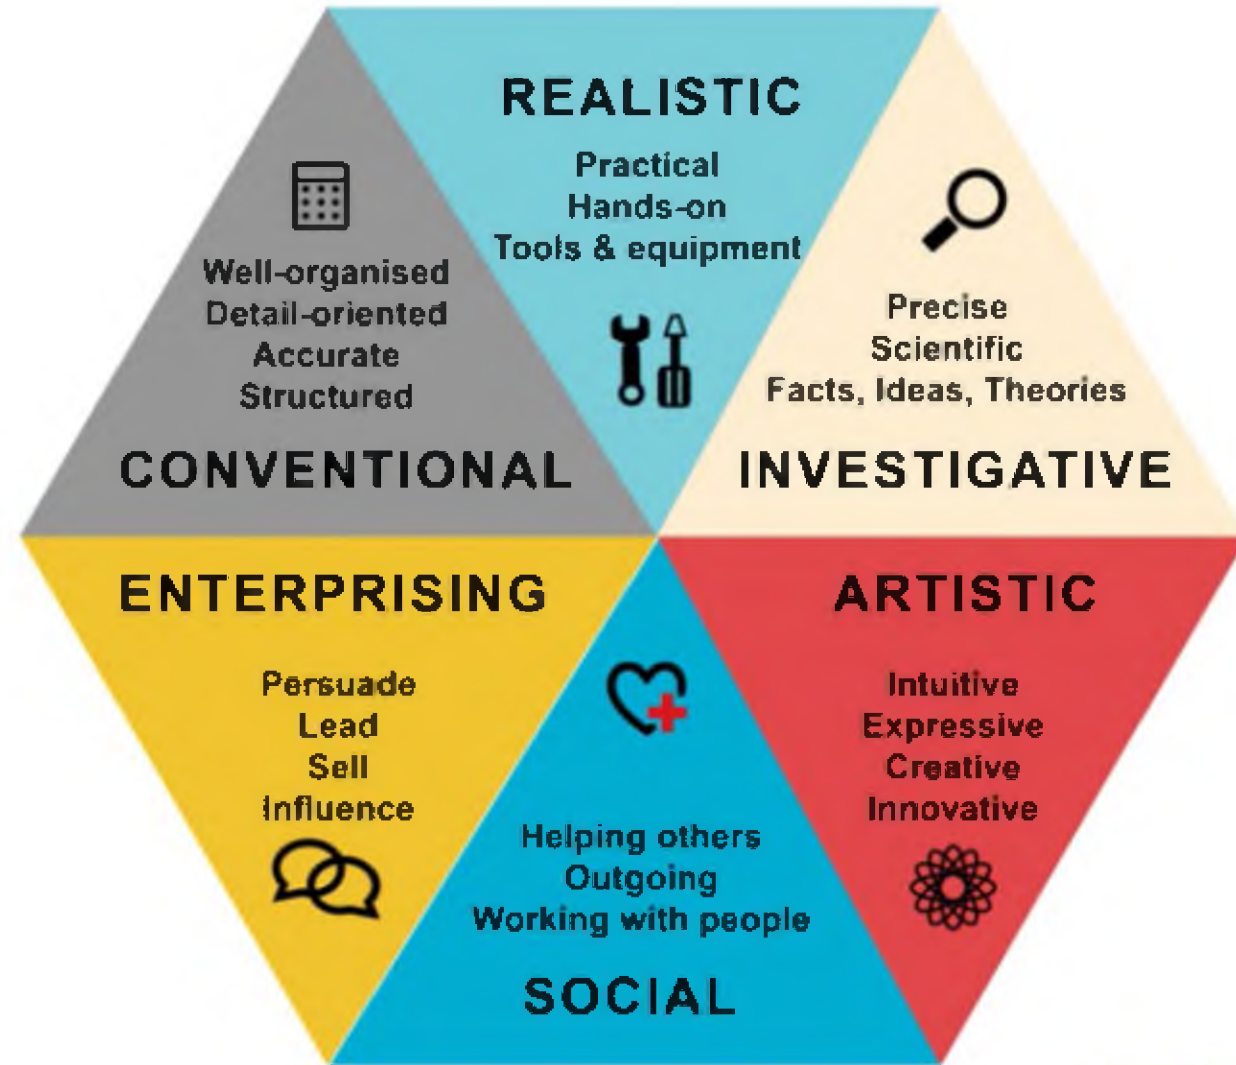 REALISTIC
Practical
Hands-on
Tools & equipment
Well-organised
Detail-oriented
Accurate
Structured
CONVENTIONAL
Precise
Scientific
Facts, Ideas, Theories
INVESTIGATIVE
ENTERPRISING
Persuade
Lead
Sell
Influence
Helping others
Outgoing
Working with people
SOCIAL
ARTISTIC
Intuitive
Expressive
Creative
Innovative